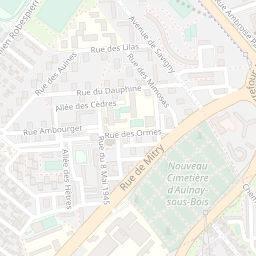 Rue des Lilas
Avenue de Savigny
Rue des Aulnes
Rue des Mimosas
Rue du Dauphine
Allée des Cèdres
Rue Ambourget
Rue des Ormes
Rue de Mitry
Allée des Hêtres
Rue du 8 Mai 1945
Nouveau
Cimetière
d'Aulnay-
sous-Bois